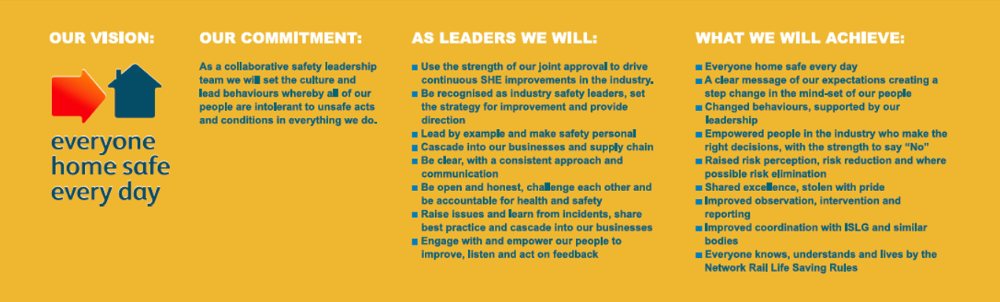 OUR VISION:
everyone
home safe
every day
OUR COMMITMENT:
As a collaborative safety leadership
team we will set the culture and
lead behaviours whereby all of our
people are intolerant to unsafe acts
and conditions in everything we do.
AS LEADERS WE WILL:
Use the strength of our joint approval to drive
continuous SHE improvements in the industry.
Be recognised as industry safety leaders, set
the strategy for improvement and provide
direction
Lead by example and make safety personal
Cascade into our businesses and supply chain
Be clear, with a consistent approach and
communication
Be open and honest, challenge each other and
be accountable for health and safety
Raise issues and learn from incidents, share
best practice and cascade into our businesses
Engage with and empower our people to
improve, listen and act on feedback
WHAT WE WILL ACHIEVE:
Everyone home safe every day
A clear message of our expectations creating a
step change in the mind-set of our people
Changed behaviours, supported by our
leadership
Empowered people in the industry who make the
right decisions, with the strength to say “No”
Raised risk perception, risk reduction and where
possible risk elimination
Shared excellence, stolen with pride
Improved observation, intervention and
reporting
Improved coordination with ISLG and similar
bodies
Everyone knows, understands and lives by the
Network Rail Life Saving Rules